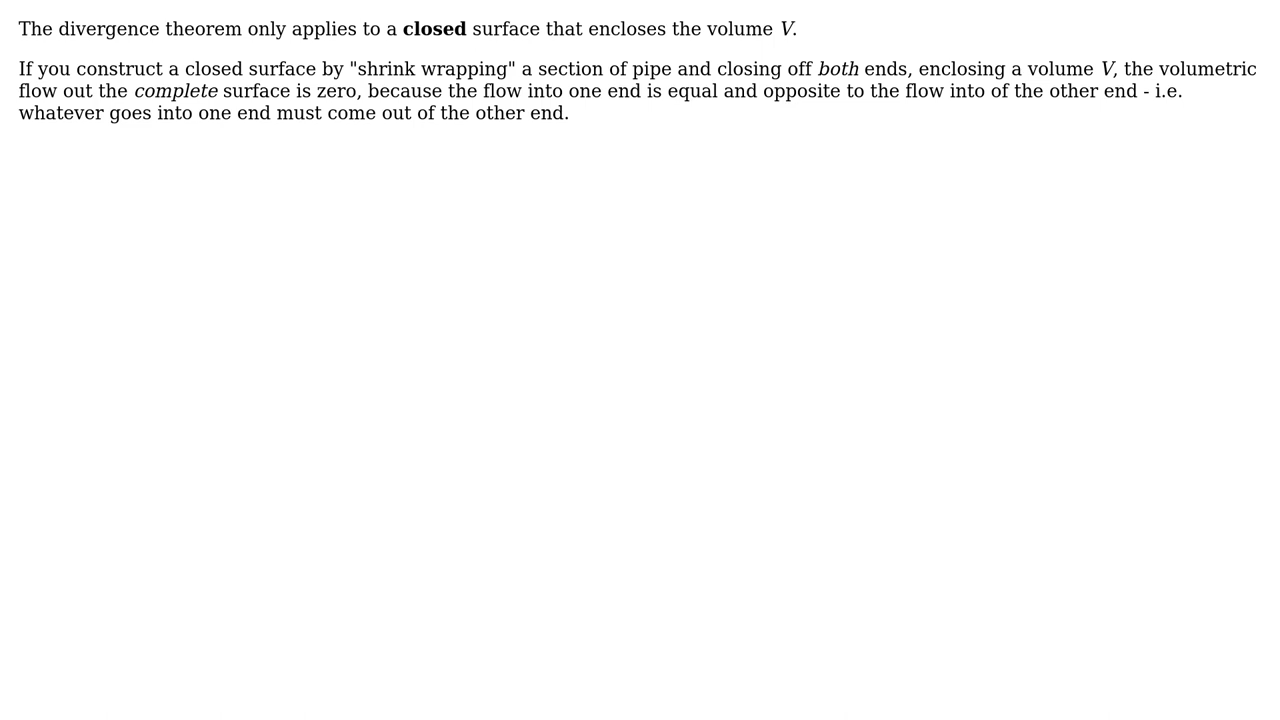 The divergence theorem only applies to a closed surface that encloses the volume V.
If you construct a closed surface by "shrink wrapping" a section of pipe and closing off both ends, enclosing a volume V, the volumetric
flow out the complete surface is zero, because the flow into one end is equal and opposite to the flow into of the other end - i.e.
whatever goes into one end must come out of the other end.